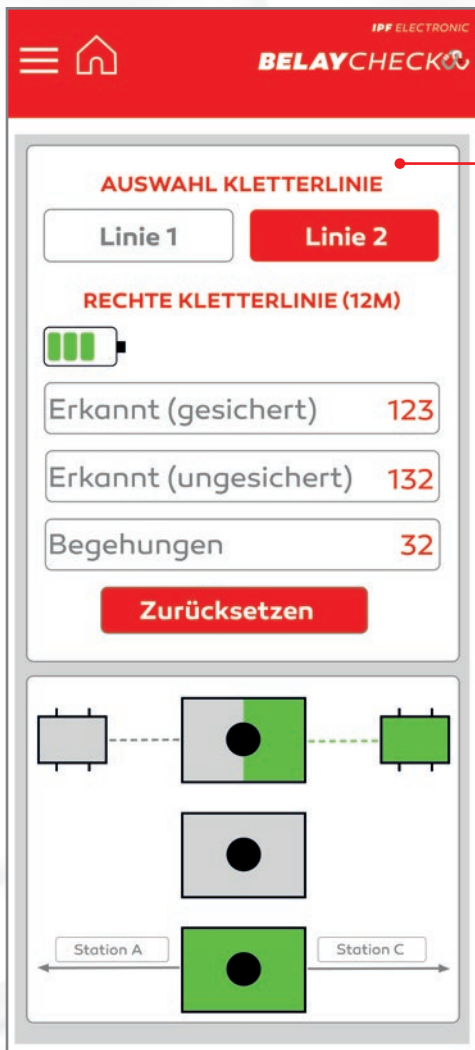 IPF ELECTRONIC
BELAYCHECK
AUSWAHL KLETTERLINIE
Linie 1
Linie 2
RECHTE KLETTERLINIE (12M)
Erkannt (gesichert) 123
Erkannt (ungesichert) 132
Begehungen 32
Zurücksetzen
Station A
Station C